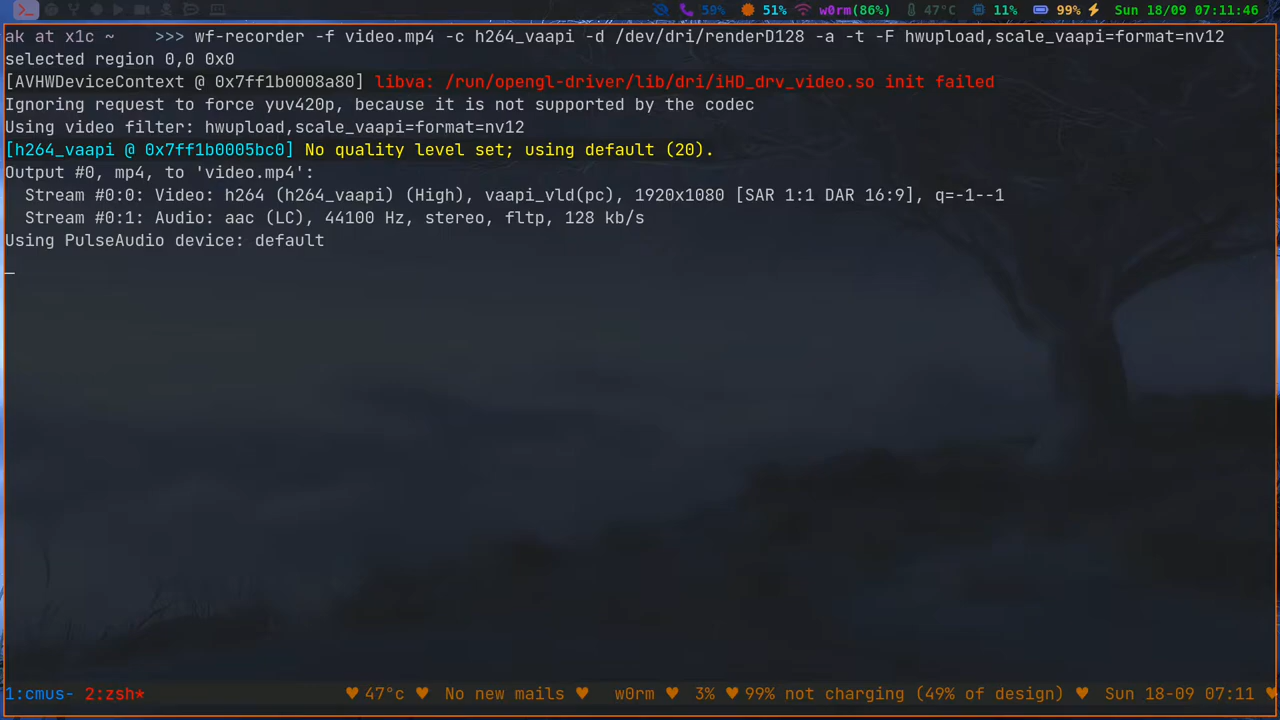 59% 51% w0rm(86%) 47°C 11% 99% Sun 18/09 07:11:46
ak at x1c ~ >>> wf-recorder -f video.mp4 -c h264_vaapi -d /dev/dri/renderD128 -a -t -F hwupload,scale_vaapi=format=nv12
selected region 0,0 0x0
[AVHWDeviceContext @ 0x7ff1b0008a80] libva: /run/opengl-driver/lib/dri/iHD_drv_video.so init failed
Ignoring request to force yuv420p, because it is not supported by the codec
Using video filter: hwupload,scale_vaapi=format=nv12
[h264_vaapi @ 0x7ff1b0005bc0] No quality level set; using default (20).
Output #0, mp4, to 'video.mp4':
Stream #0:0: Video: h264 (h264_vaapi) (High), vaapi_vld(pc), 1920x1080 [SAR 1:1 DAR 16:9], q=-1--1
Stream #0:1: Audio: aac (LC), 44100 Hz, stereo, fltp, 128 kb/s
Using PulseAudio device: default
1:cmus- 2:zsh* ♥ 47°c ♥ No new mails ♥ w0rm ♥ 3% ♥ 99% not charging (49% of design) ♥ Sun 18-09 07:11 ♥